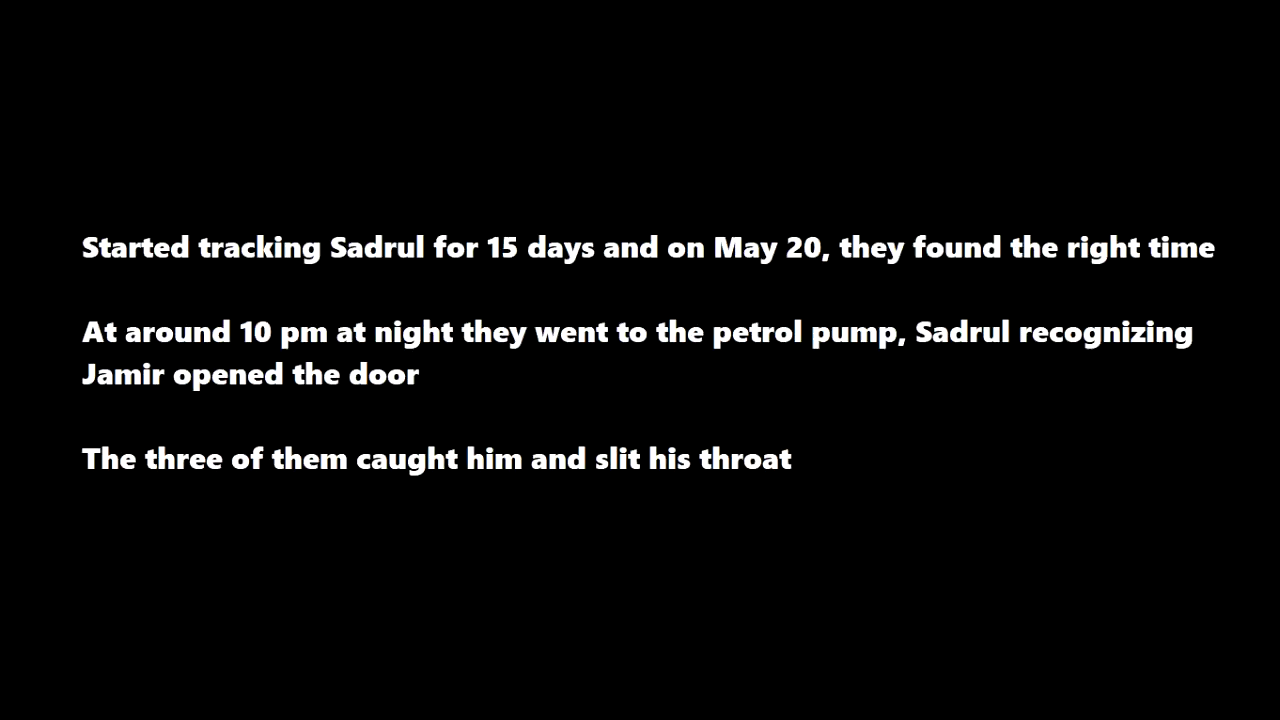 Started tracking Sadrul for 15 days and on May 20, they found the right time
At around 10 pm at night they went to the petrol pump, Sadrul recognizing
Jamir opened the door
The three of them caught him and slit his throat